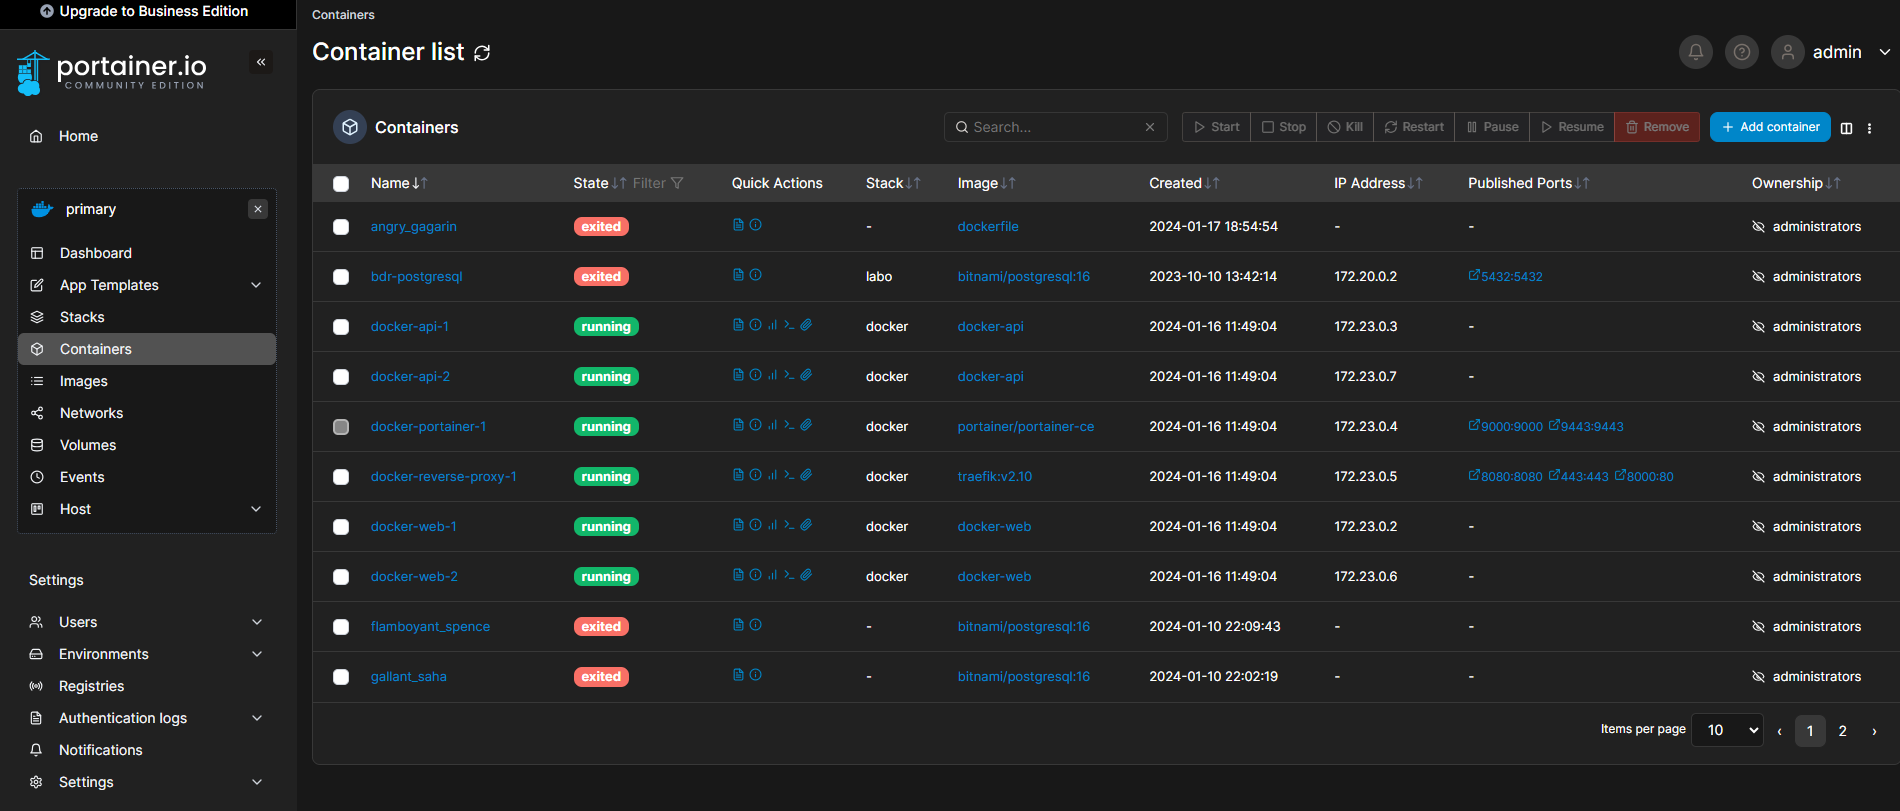 Upgrade to Business Edition
portainer.io
COMMUNITY EDITION
Home
primary
Dashboard
App Templates
Stacks
Containers
Images
Networks
Volumes
Events
Host
Settings
Users
Environments
Registries
Authentication logs
Notifications
Settings
Containers
Container list
admin
Containers
Search...
Start Stop Kill Restart Pause Resume Remove + Add container
Name State Filter Quick Actions Stack Image Created IP Address Published Ports Ownership
angry_gagarin exited - dockerfile 2024-01-17 18:54:54 - - administrators
bdr-postgresql exited labo bitnami/postgresql:16 2023-10-10 13:42:14 172.20.0.2 5432:5432 administrators
docker-api-1 running docker docker-api 2024-01-16 11:49:04 172.23.0.3 - administrators
docker-api-2 running docker docker-api 2024-01-16 11:49:04 172.23.0.7 - administrators
docker-portainer-1 running docker portainer/portainer-ce 2024-01-16 11:49:04 172.23.0.4 9000:9000 9443:9443 administrators
docker-reverse-proxy-1 running docker traefik:v2.10 2024-01-16 11:49:04 172.23.0.5 8080:8080 443:443 8000:80 administrators
docker-web-1 running docker docker-web 2024-01-16 11:49:04 172.23.0.2 - administrators
docker-web-2 running docker docker-web 2024-01-16 11:49:04 172.23.0.6 - administrators
flamboyant_spence exited - bitnami/postgresql:16 2024-01-10 22:09:43 - - administrators
gallant_saha exited - bitnami/postgresql:16 2024-01-10 22:02:19 - - administrators
Items per page 10 ‹ 1 2 ›